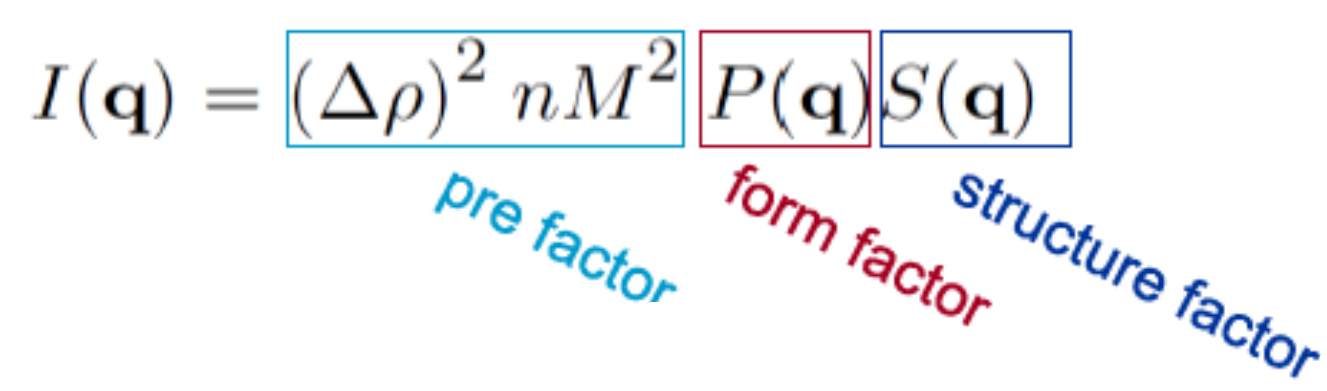 I(q) = (Δρ)² nM² P(q) S(q)
pre factor
form factor
structure factor